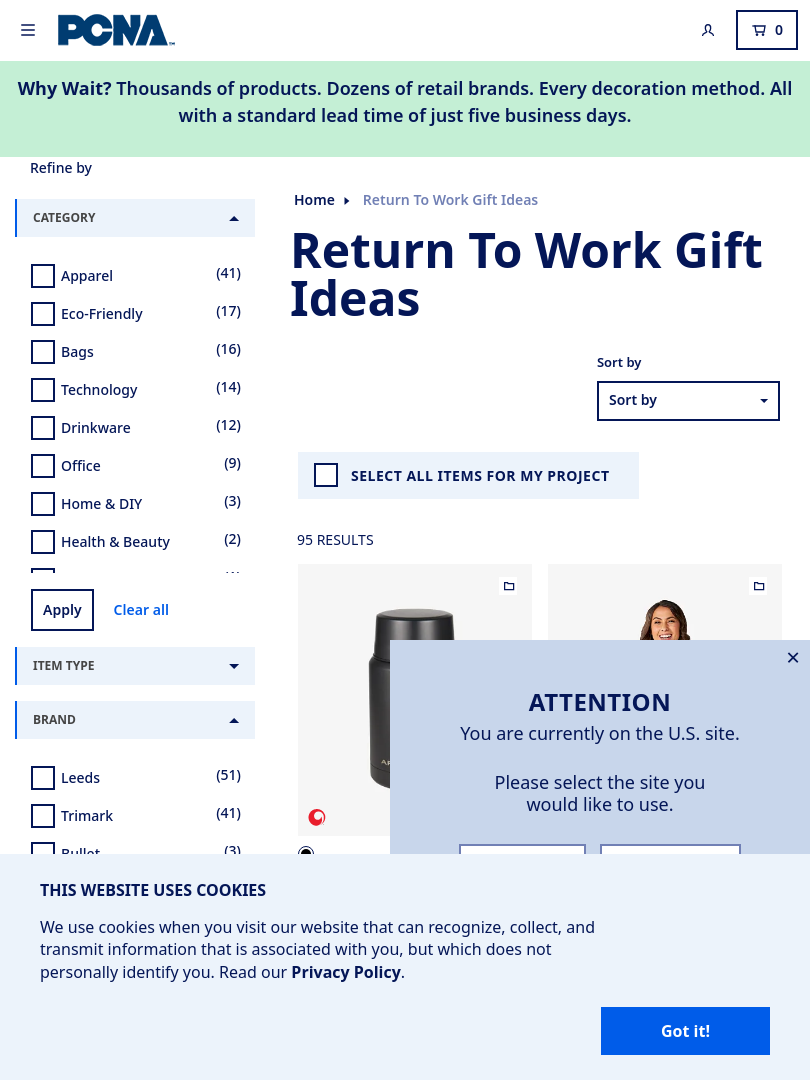 PCNA
0
Why Wait? Thousands of products. Dozens of retail brands. Every decoration method. All
with a standard lead time of just five business days.
Refine by
CATEGORY
Apparel (41)
Eco-Friendly (17)
Bags (16)
Technology (14)
Drinkware (12)
Office (9)
Home & DIY (3)
Health & Beauty (2)
Apply Clear all
ITEM TYPE
BRAND
Leeds (51)
Trimark (41)
Bullet (3)
Home Return To Work Gift Ideas
Return To Work Gift
Ideas
Sort by
Sort by
SELECT ALL ITEMS FOR MY PROJECT
95 RESULTS
ATTENTION
You are currently on the U.S. site.
Please select the site you
would like to use.
THIS WEBSITE USES COOKIES
We use cookies when you visit our website that can recognize, collect, and
transmit information that is associated with you, but which does not
personally identify you. Read our Privacy Policy.
Got it!